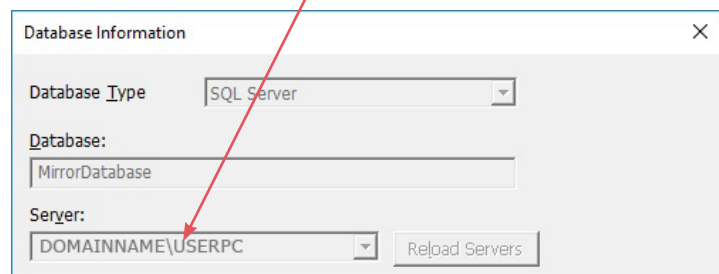 Database Information
Database Type SQL Server
Database:
MirrorDatabase
Server:
DOMAINNAME\USERPC Reload Servers